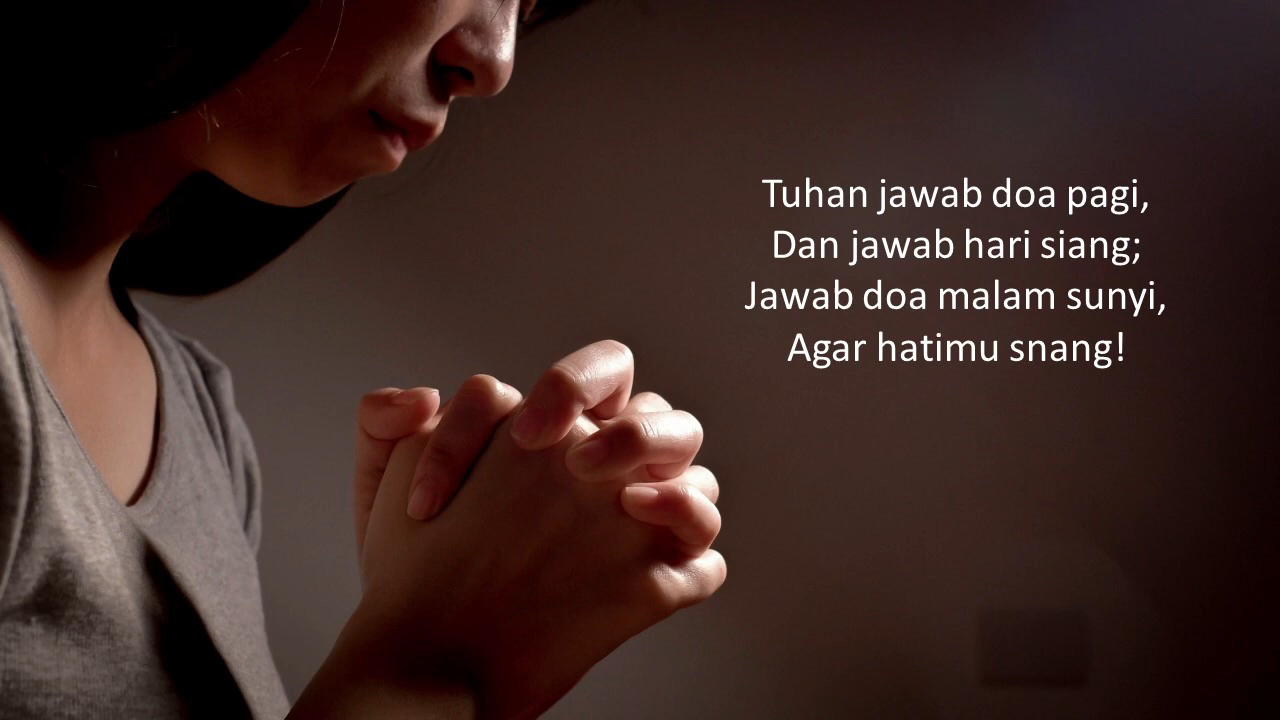 Tuhan jawab doa pagi,
Dan jawab hari siang;
Jawab doa malam sunyi,
Agar hatimu snang!